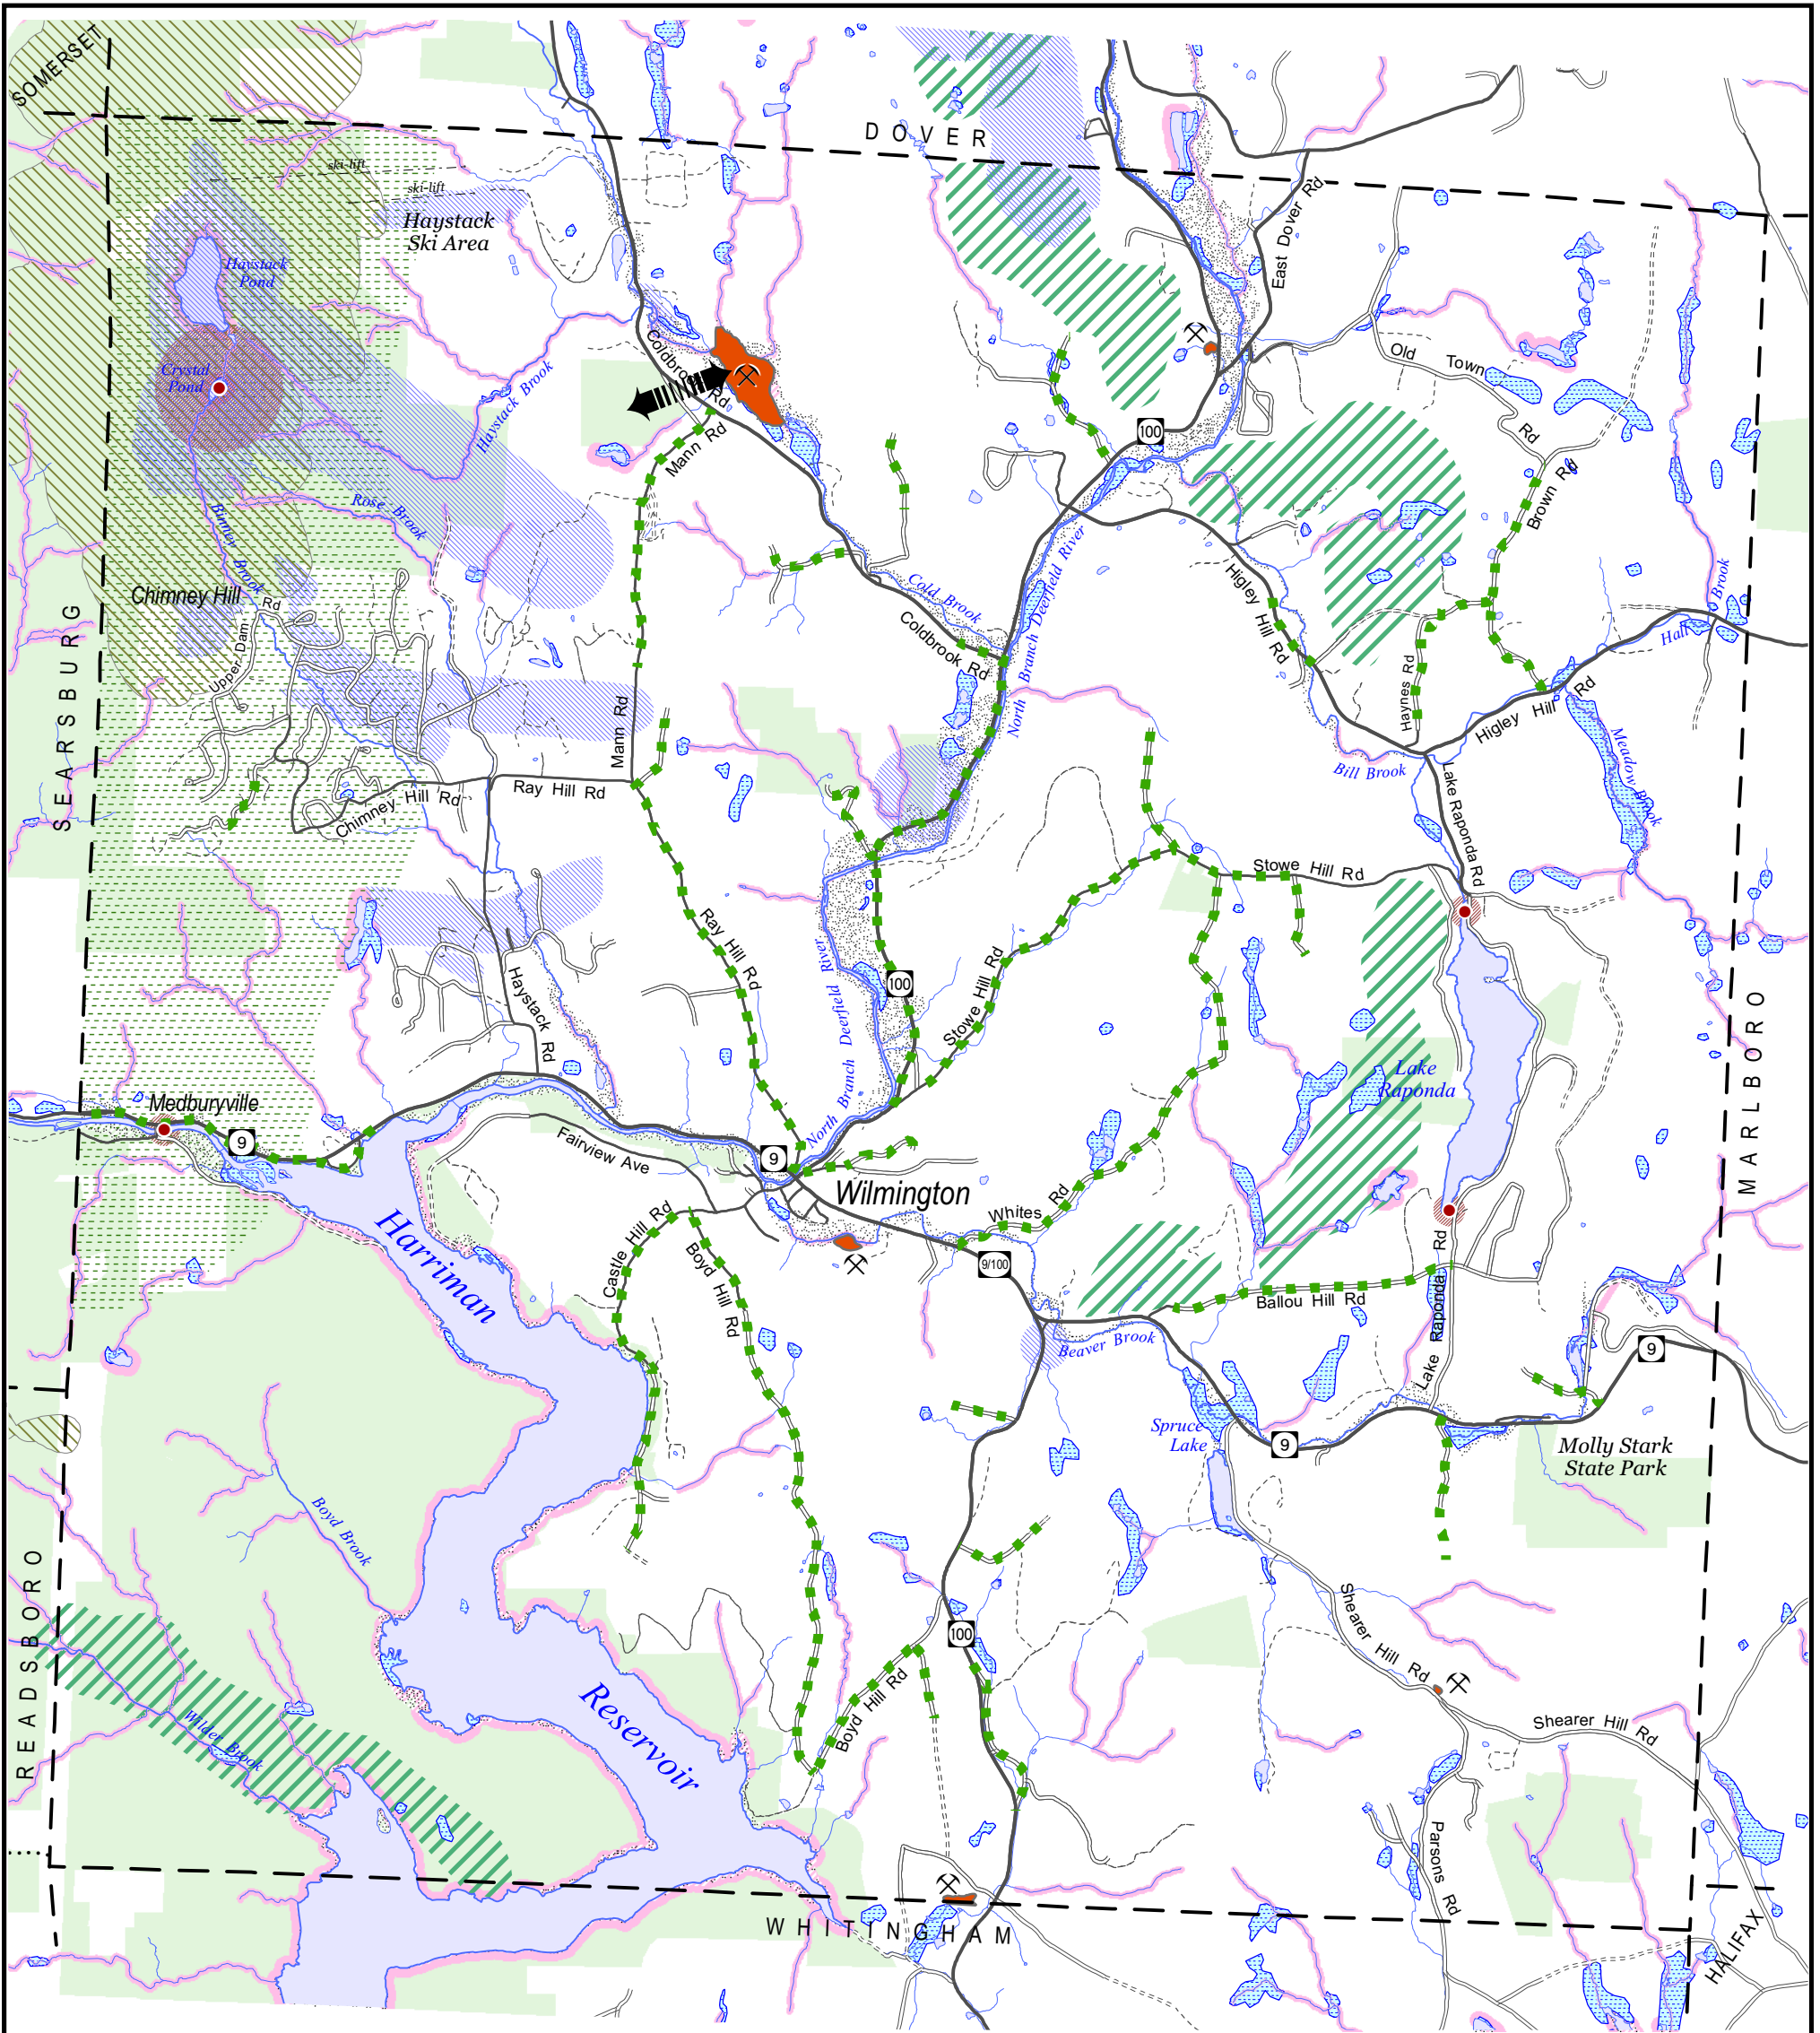 SOMERSET
DOVER
ski-lift
ski-lift
Haystack
Ski Area
East Dover Rd
Haystack
Pond
Coldbrook Rd
Crystal
Pond
Old Town Rd
Haystack Brook
Mann Rd
100
Brown Rd
Rose Brook
Binney Brook
North Branch Deerfield River
Cold Brook
Higley Hill Rd
Chimney Hill
Rd
Upper Dam
Coldbrook Rd
Hall Brook
SEARSBURG
Haynes Rd
Mann Rd
Higley Hill Rd
Meadow Brook
Bill Brook
Ray Hill Rd
Chimney Hill Rd
Lake Raponda Rd
Stowe Hill Rd
Ray Hill Rd
North Branch Deerfield River
100
Stowe Hill Rd
Haystack Rd
MARLBORO
Lake
Raponda
Medburyville
9
Fairview Ave
9
Wilmington
Whites Rd
Castle Hill Rd
Boyd Hill Rd
9/100
Harriman
Reservoir
Ballou Hill Rd
Lake Raponda Rd
Beaver Brook
9
Spruce
Lake
9
Molly Stark
State Park
Boyd Brook
READSBORO
Shearer Hill Rd
100
Boyd Hill Rd
Wilder Brook
Shearer Hill Rd
Parsons Rd
WHITINGHAM
HALIFAX